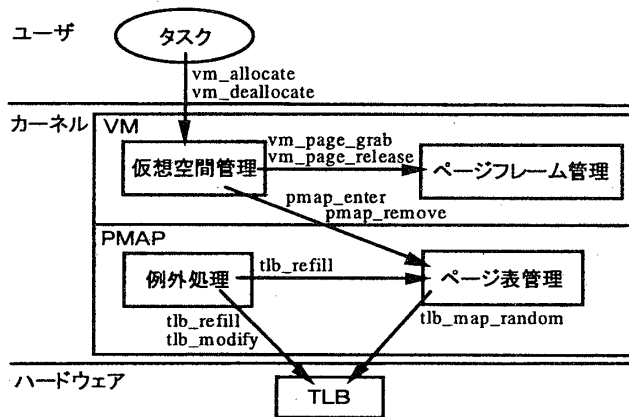 ユーザ
タスク
vm_allocate
vm_deallocate
カーネル
VM
仮想空間管理
vm_page_grab
vm_page_release
ページフレーム管理
pmap_enter
pmap_remove
PMAP
例外処理
tlb_refill
ページ表管理
tlb_refill
tlb_modify
tlb_map_random
ハードウェア
TLB